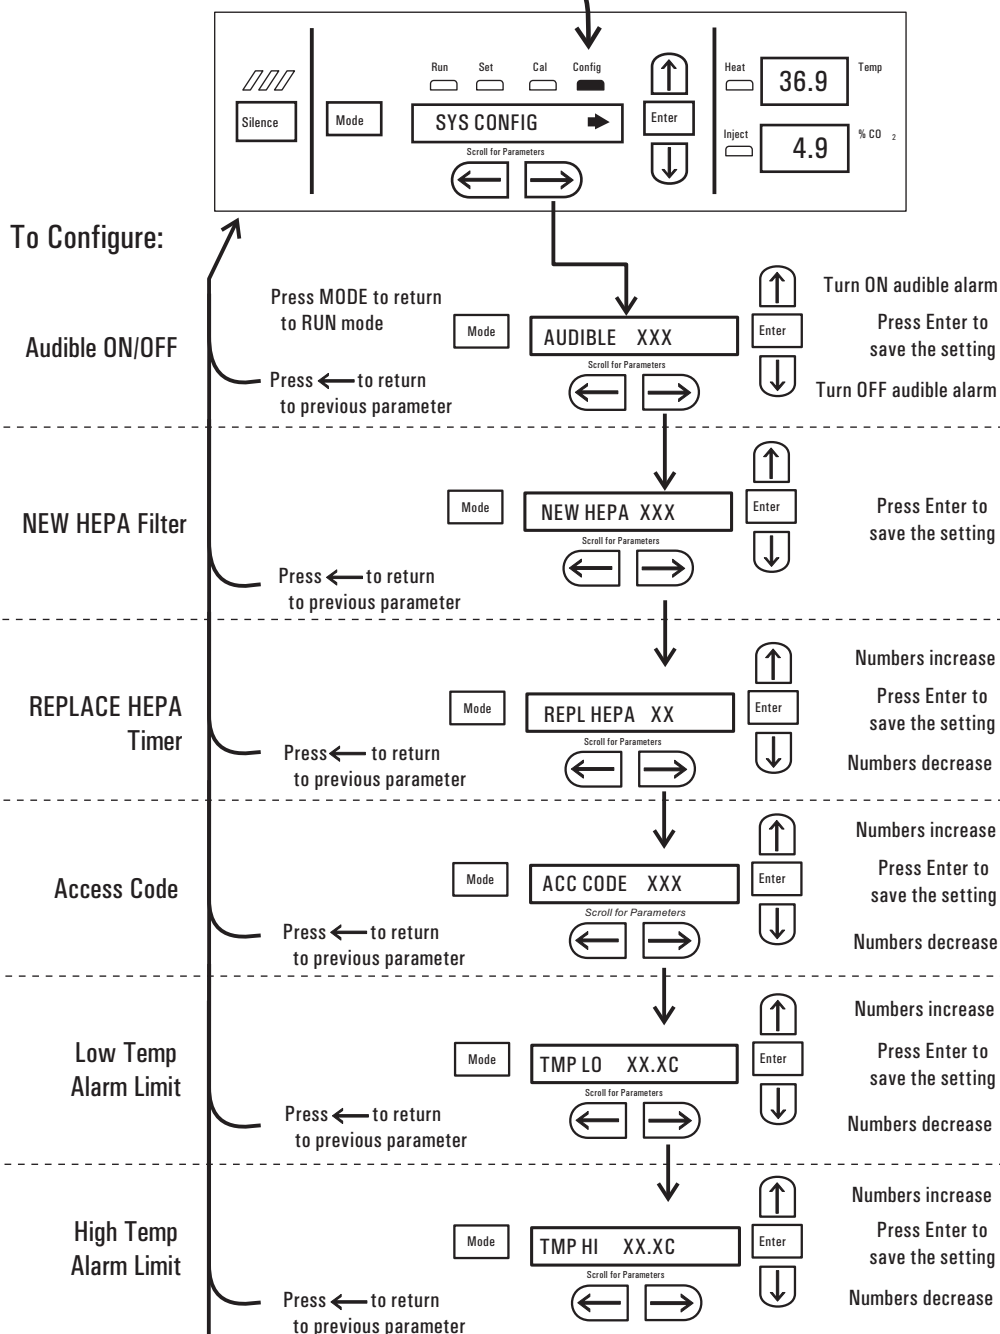 Run Set Cal Config
Heat 36.9 Temp
Silence
Mode
SYS CONFIG
Enter
Scroll for Parameters
Inject 4.9 % CO 2
To Configure:
Audible ON/OFF
Press MODE to return
to RUN mode
Press ← to return
to previous parameter
Mode
AUDIBLE XXX
Scroll for Parameters
Enter
Turn ON audible alarm
Press Enter to
save the setting
Turn OFF audible alarm
NEW HEPA Filter
Press ← to return
to previous parameter
Mode
NEW HEPA XXX
Scroll for Parameters
Enter
Press Enter to
save the setting
REPLACE HEPA
Timer
Press ← to return
to previous parameter
Mode
REPL HEPA XX
Scroll for Parameters
Enter
Numbers increase
Press Enter to
save the setting
Numbers decrease
Access Code
Press ← to return
to previous parameter
Mode
ACC CODE XXX
Scroll for Parameters
Enter
Numbers increase
Press Enter to
save the setting
Numbers decrease
Low Temp
Alarm Limit
Press ← to return
to previous parameter
Mode
TMP LO XX.XC
Scroll for Parameters
Enter
Numbers increase
Press Enter to
save the setting
Numbers decrease
High Temp
Alarm Limit
Press ← to return
to previous parameter
Mode
TMP HI XX.XC
Scroll for Parameters
Enter
Numbers increase
Press Enter to
save the setting
Numbers decrease